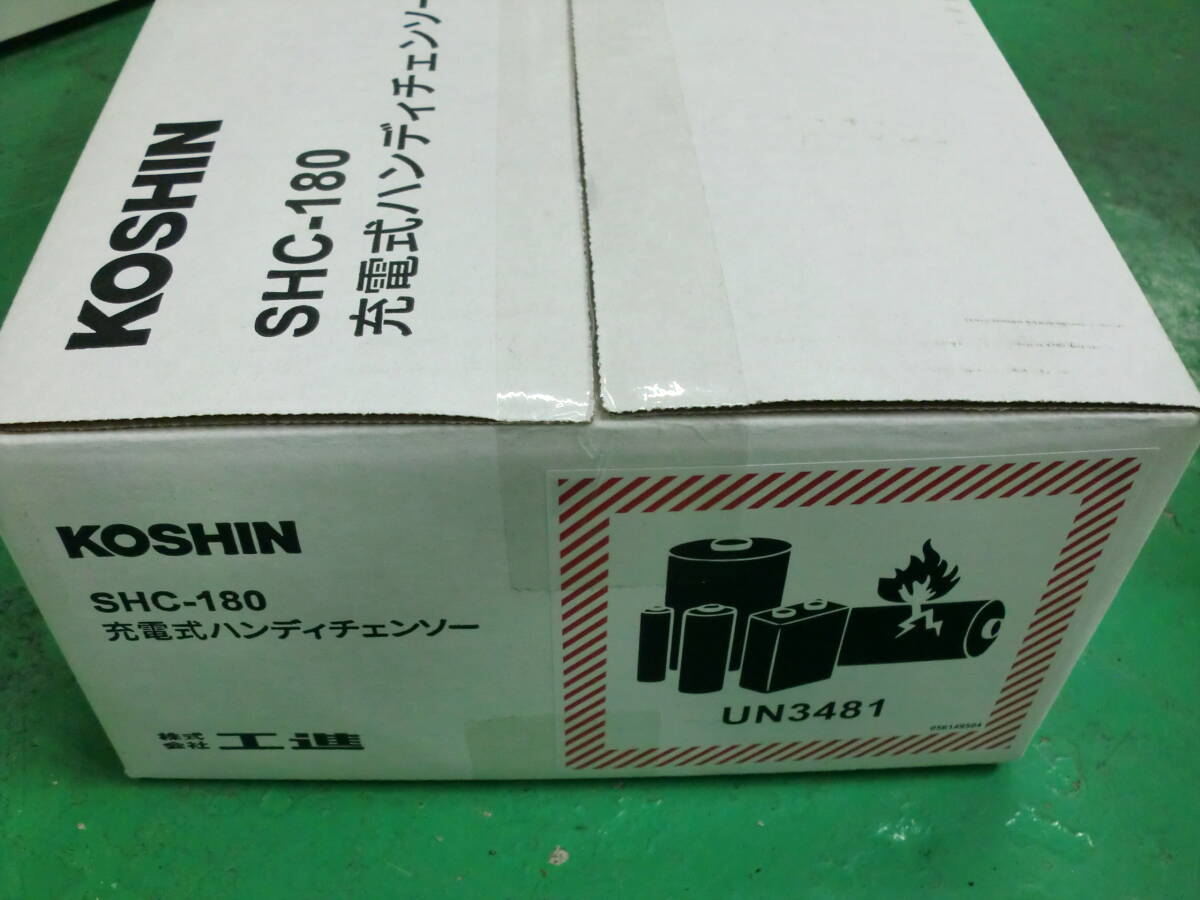 KOSHIN
SHC-180
充電式ハンディチェンソー
KOSHIN
SHC-180
充電式ハンディチェンソー
株式会社 工進
UN3481